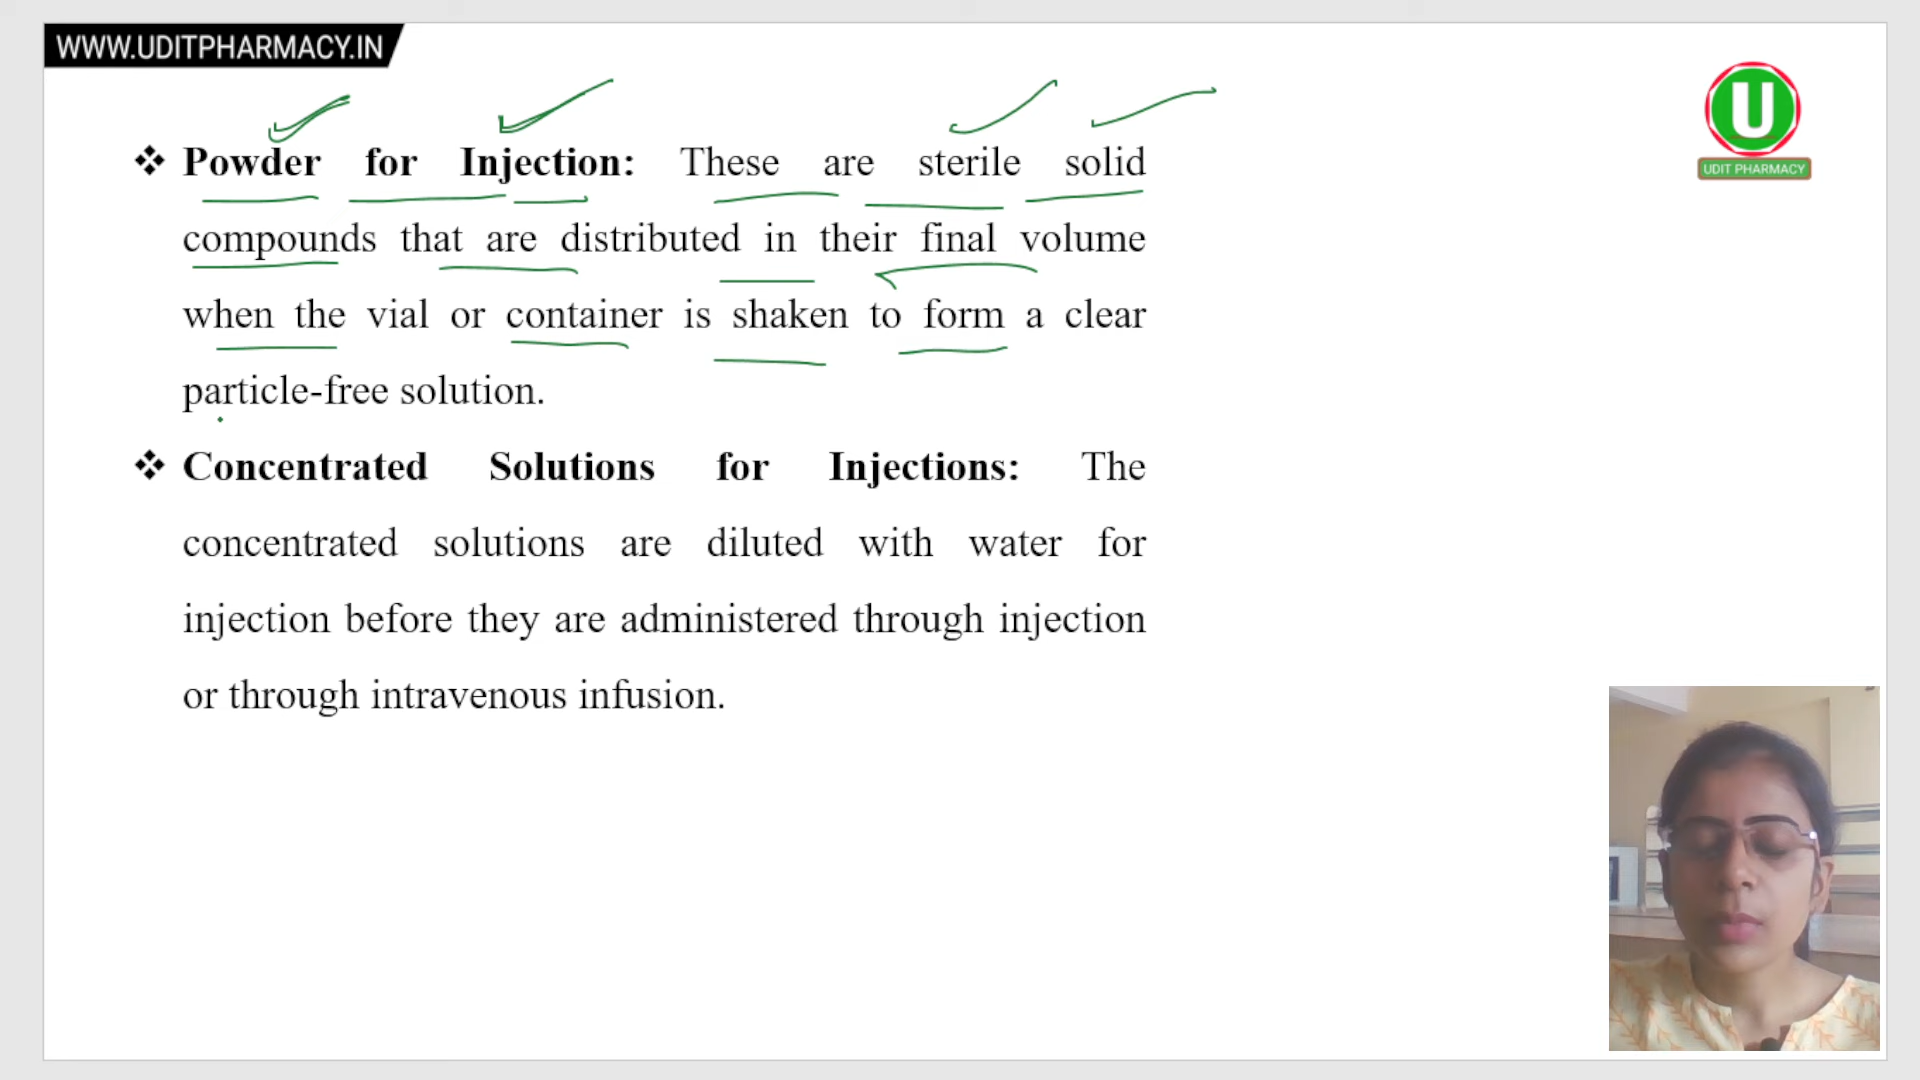 WWW.UDITPHARMACY.IN
U
UDIT PHARMACY
❖ Powder for Injection: These are sterile solid
compounds that are distributed in their final volume
when the vial or container is shaken to form a clear
particle-free solution.
❖ Concentrated Solutions for Injections: The
concentrated solutions are diluted with water for
injection before they are administered through injection
or through intravenous infusion.